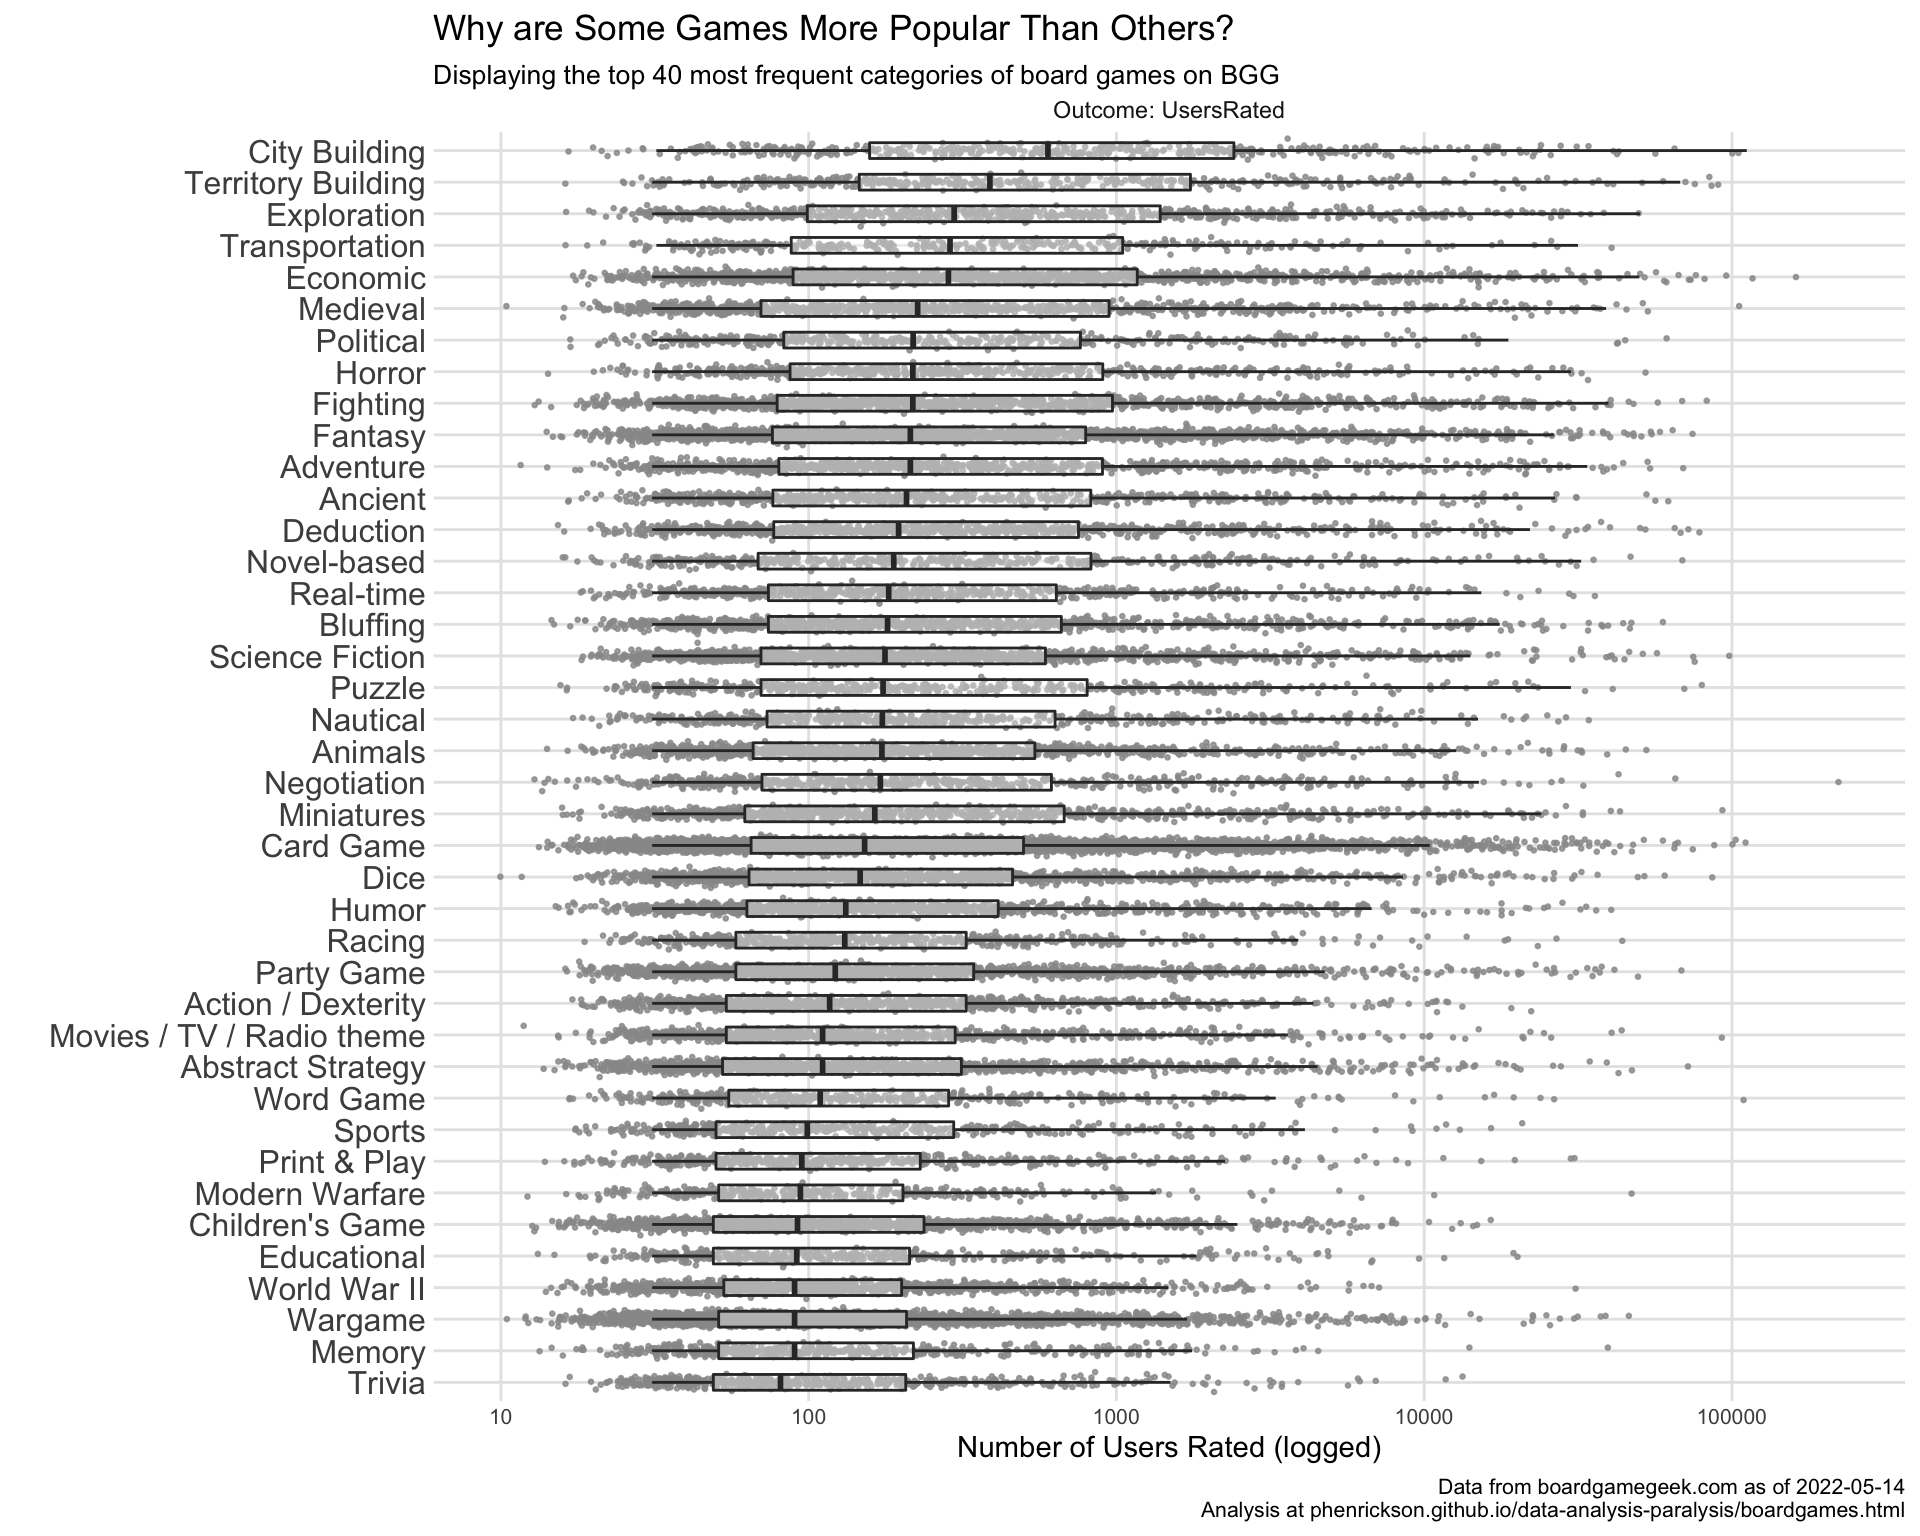 Why are Some Games More Popular Than Others?
Displaying the top 40 most frequent categories of board games on BGG
Outcome: UsersRated
City Building
Territory Building
Exploration
Transportation
Economic
Medieval
Political
Horror
Fighting
Fantasy
Adventure
Ancient
Deduction
Novel-based
Real-time
Bluffing
Science Fiction
Puzzle
Nautical
Animals
Negotiation
Miniatures
Card Game
Dice
Humor
Racing
Party Game
Action / Dexterity
Movies / TV / Radio theme
Abstract Strategy
Word Game
Sports
Print & Play
Modern Warfare
Children's Game
Educational
World War II
Wargame
Memory
Trivia
10 100 1000 10000 100000
Number of Users Rated (logged)
Data from boardgamegeek.com as of 2022-05-14
Analysis at phenrickson.github.io/data-analysis-paralysis/boardgames.html